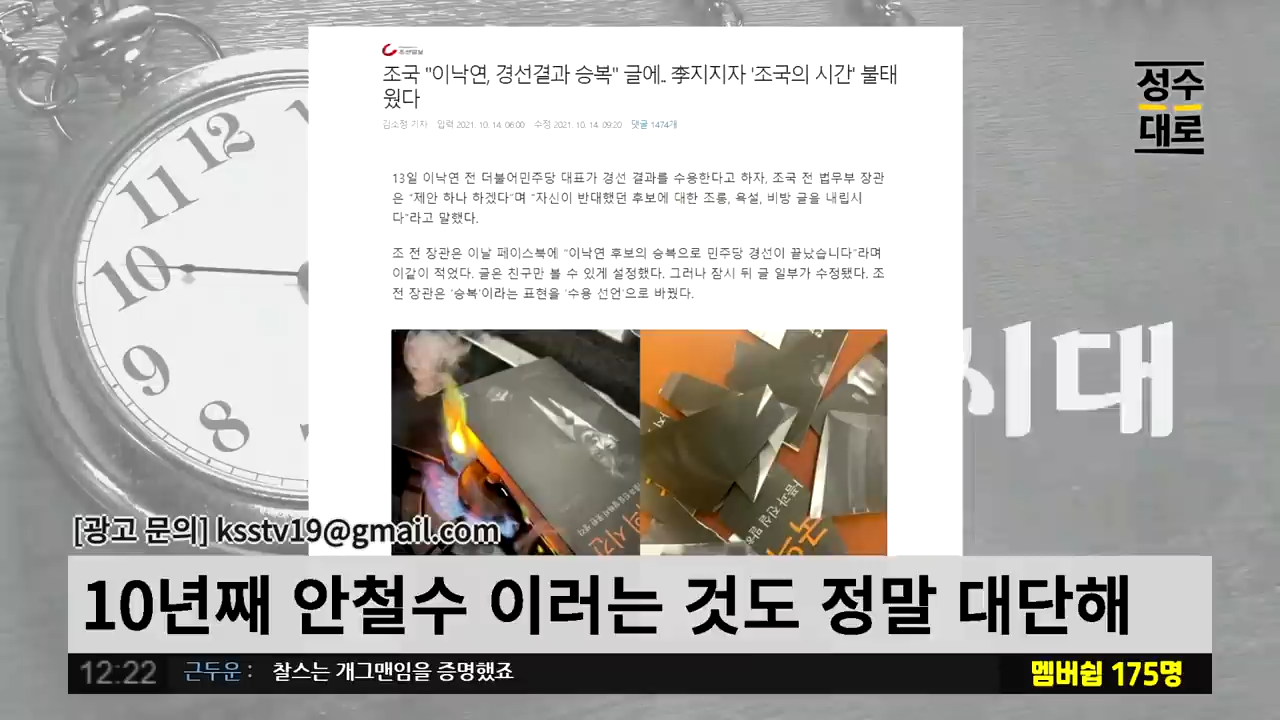 조선일보
조국 "이낙연, 경선결과 승복" 글에.. 李지지자 '조국의 시간' 불태
웠다
김소정 기자 입력 2021. 10. 14. 06:00 수정 2021. 10. 14. 09:20 댓글 1474개
성수
대로
12
11
10
9
8
13일 이낙연 전 더불어민주당 대표가 경선 결과를 수용한다고 하자, 조국 전 법무부 장관
은 “제안 하나 하겠다”며 “자신이 반대했던 후보에 대한 조롱, 욕설, 비방 글을 내립시
다”라고 말했다.
조 전 장관은 이날 페이스북에 “이낙연 후보의 승복으로 민주당 경선이 끝났습니다”라며
이같이 적었다. 글은 친구만 볼 수 있게 설정했다. 그러나 잠시 뒤 글 일부가 수정됐다. 조
전 장관은 ‘승복’이라는 표현을 ‘수용 선언’으로 바꿨다.
시대
의 시간
[광고 문의] ksstv19@gmail.com
10년째 안철수 이러는 것도 정말 대단해
12:22 근두운 : 찰스는 개그맨임을 증명했죠
멤버쉽 175명